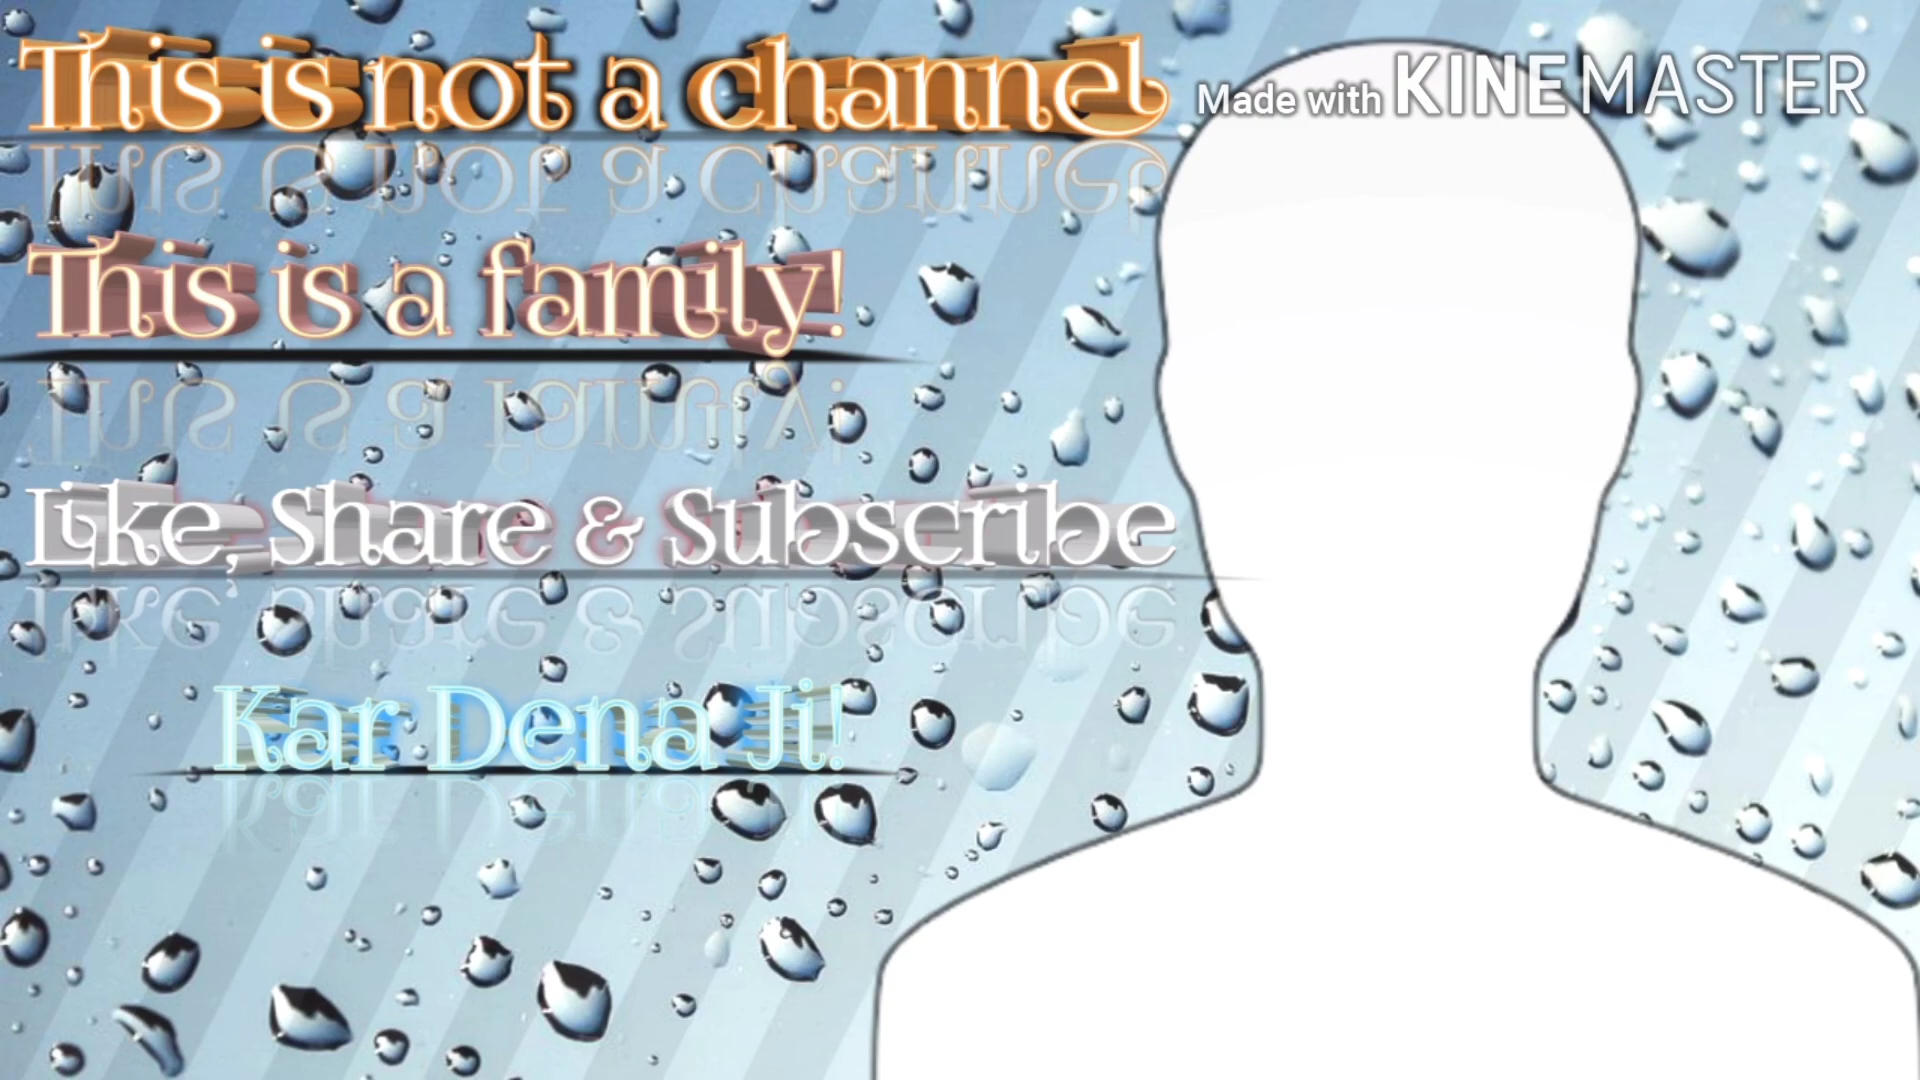 This is not a channel
Made with KINEMASTER
This is a family!
Like, Share & Subscribe
Kar Dena Ji!